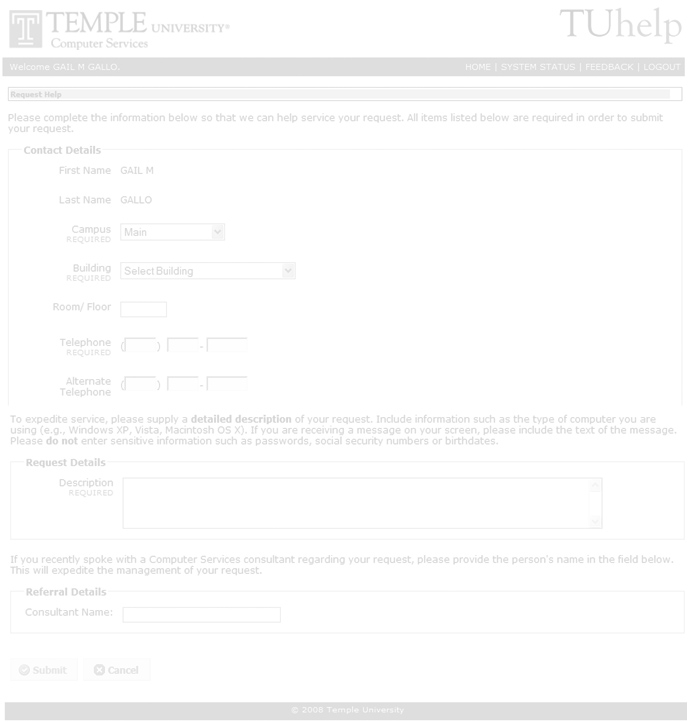 TEMPLE UNIVERSITY®
Computer Services
TUhelp
Welcome GAIL M GALLO.
HOME | SYSTEM STATUS | FEEDBACK | LOGOUT
Request Help
Please complete the information below so that we can help service your request. All items listed below are required in order to submit
your request.
Contact Details
First Name GAIL M
Last Name GALLO
Campus Main
REQUIRED
Building Select Building
REQUIRED
Room/ Floor
Telephone ( ) -
REQUIRED
Alternate ( ) -
Telephone
To expedite service, please supply a detailed description of your request. Include information such as the type of computer you are
using (e.g., Windows XP, Vista, Macintosh OS X). If you are receiving a message on your screen, please include the text of the message.
Please do not enter sensitive information such as passwords, social security numbers or birthdates.
Request Details
Description
REQUIRED
If you recently spoke with a Computer Services consultant regarding your request, please provide the person's name in the field below.
This will expedite the management of your request.
Referral Details
Consultant Name:
Submit Cancel
© 2008 Temple University